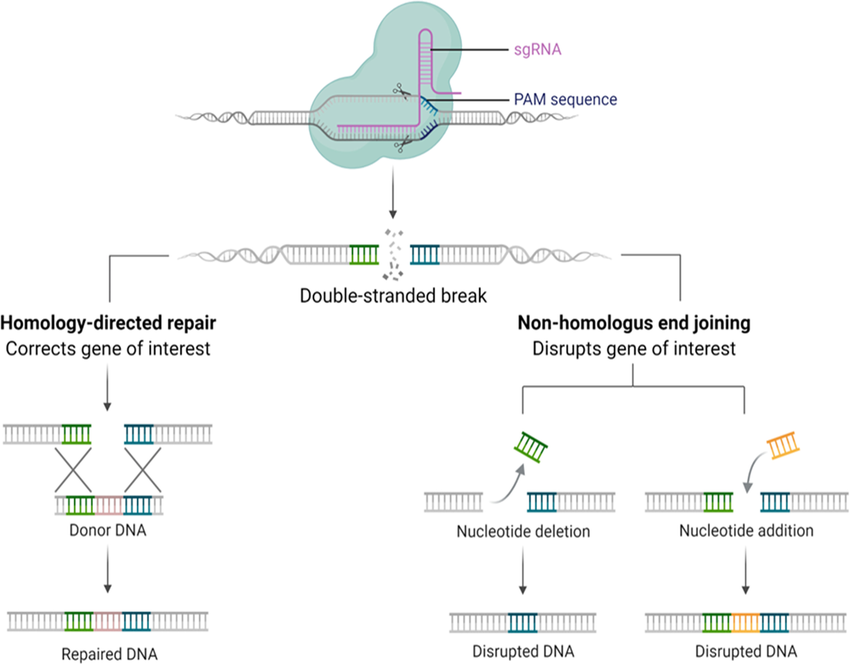 sgRNA
PAM sequence
Double-stranded break
Homology-directed repair
Corrects gene of interest
Non-homologus end joining
Disrupts gene of interest
Donor DNA
Nucleotide deletion
Nucleotide addition
Repaired DNA
Disrupted DNA
Disrupted DNA